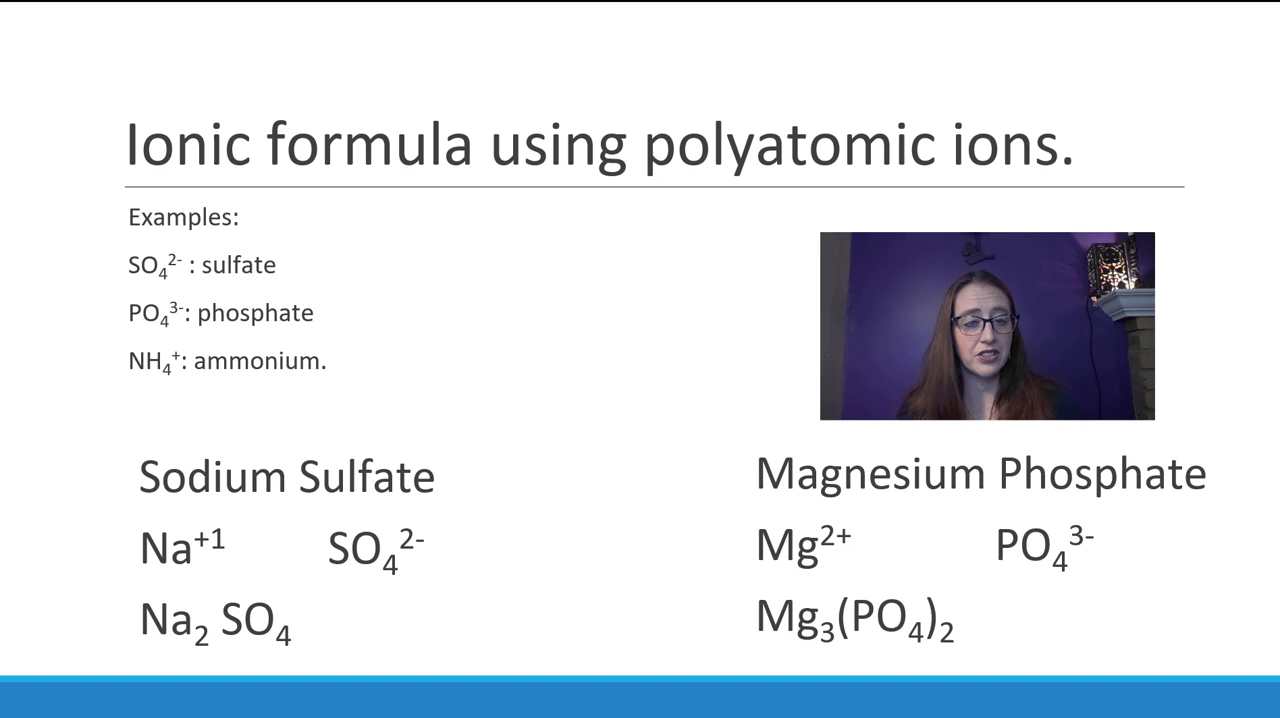 Ionic formula using polyatomic ions.
Examples:
SO₄²⁻ : sulfate
PO₄³⁻: phosphate
NH₄⁺: ammonium.
Sodium Sulfate
Na⁺¹ SO₄²⁻
Na₂ SO₄
Magnesium Phosphate
Mg²⁺ PO₄³⁻
Mg₃(PO₄)₂